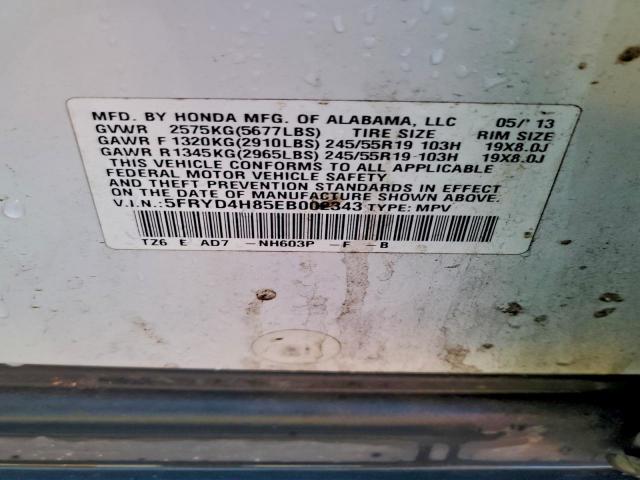 MFD. BY HONDA MFG. OF ALABAMA, LLC 05/13
GVWR 2575KG(5677LBS) TIRE SIZE RIM SIZE
GAWR F 1320KG(2910LBS) 245/55R19 103H 19X8.0J
GAWR R1345KG(2965LBS) 245/55R19 103H 19X8.0J
THIS VEHICLE CONFORMS TO ALL APPLICABLE
FEDERAL MOTOR VEHICLE SAFETY
AND THEFT PREVENTION STANDARDS IN EFFECT
ON THE DATE OF MANUFACTURE SHOWN ABOVE.
V.I.N.:5FRYD4H85EB002343 TYPE: MPV
TZ6 E AD7 -NH603P -F -B